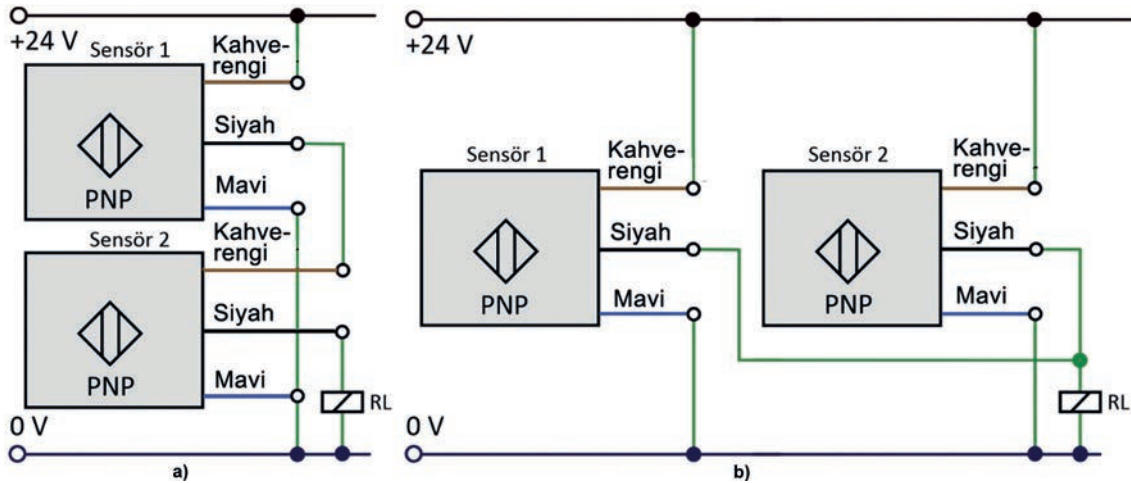 +24 V
Sensör 1
Kahve-
rengi
Siyah
Mavi
PNP
Sensör 2
Kahve-
rengi
Siyah
Mavi
PNP
RL
0 V
a)
+24 V
Sensör 1
Kahve-
rengi
Siyah
Mavi
PNP
Sensör 2
Kahve-
rengi
Siyah
Mavi
PNP
RL
0 V
b)